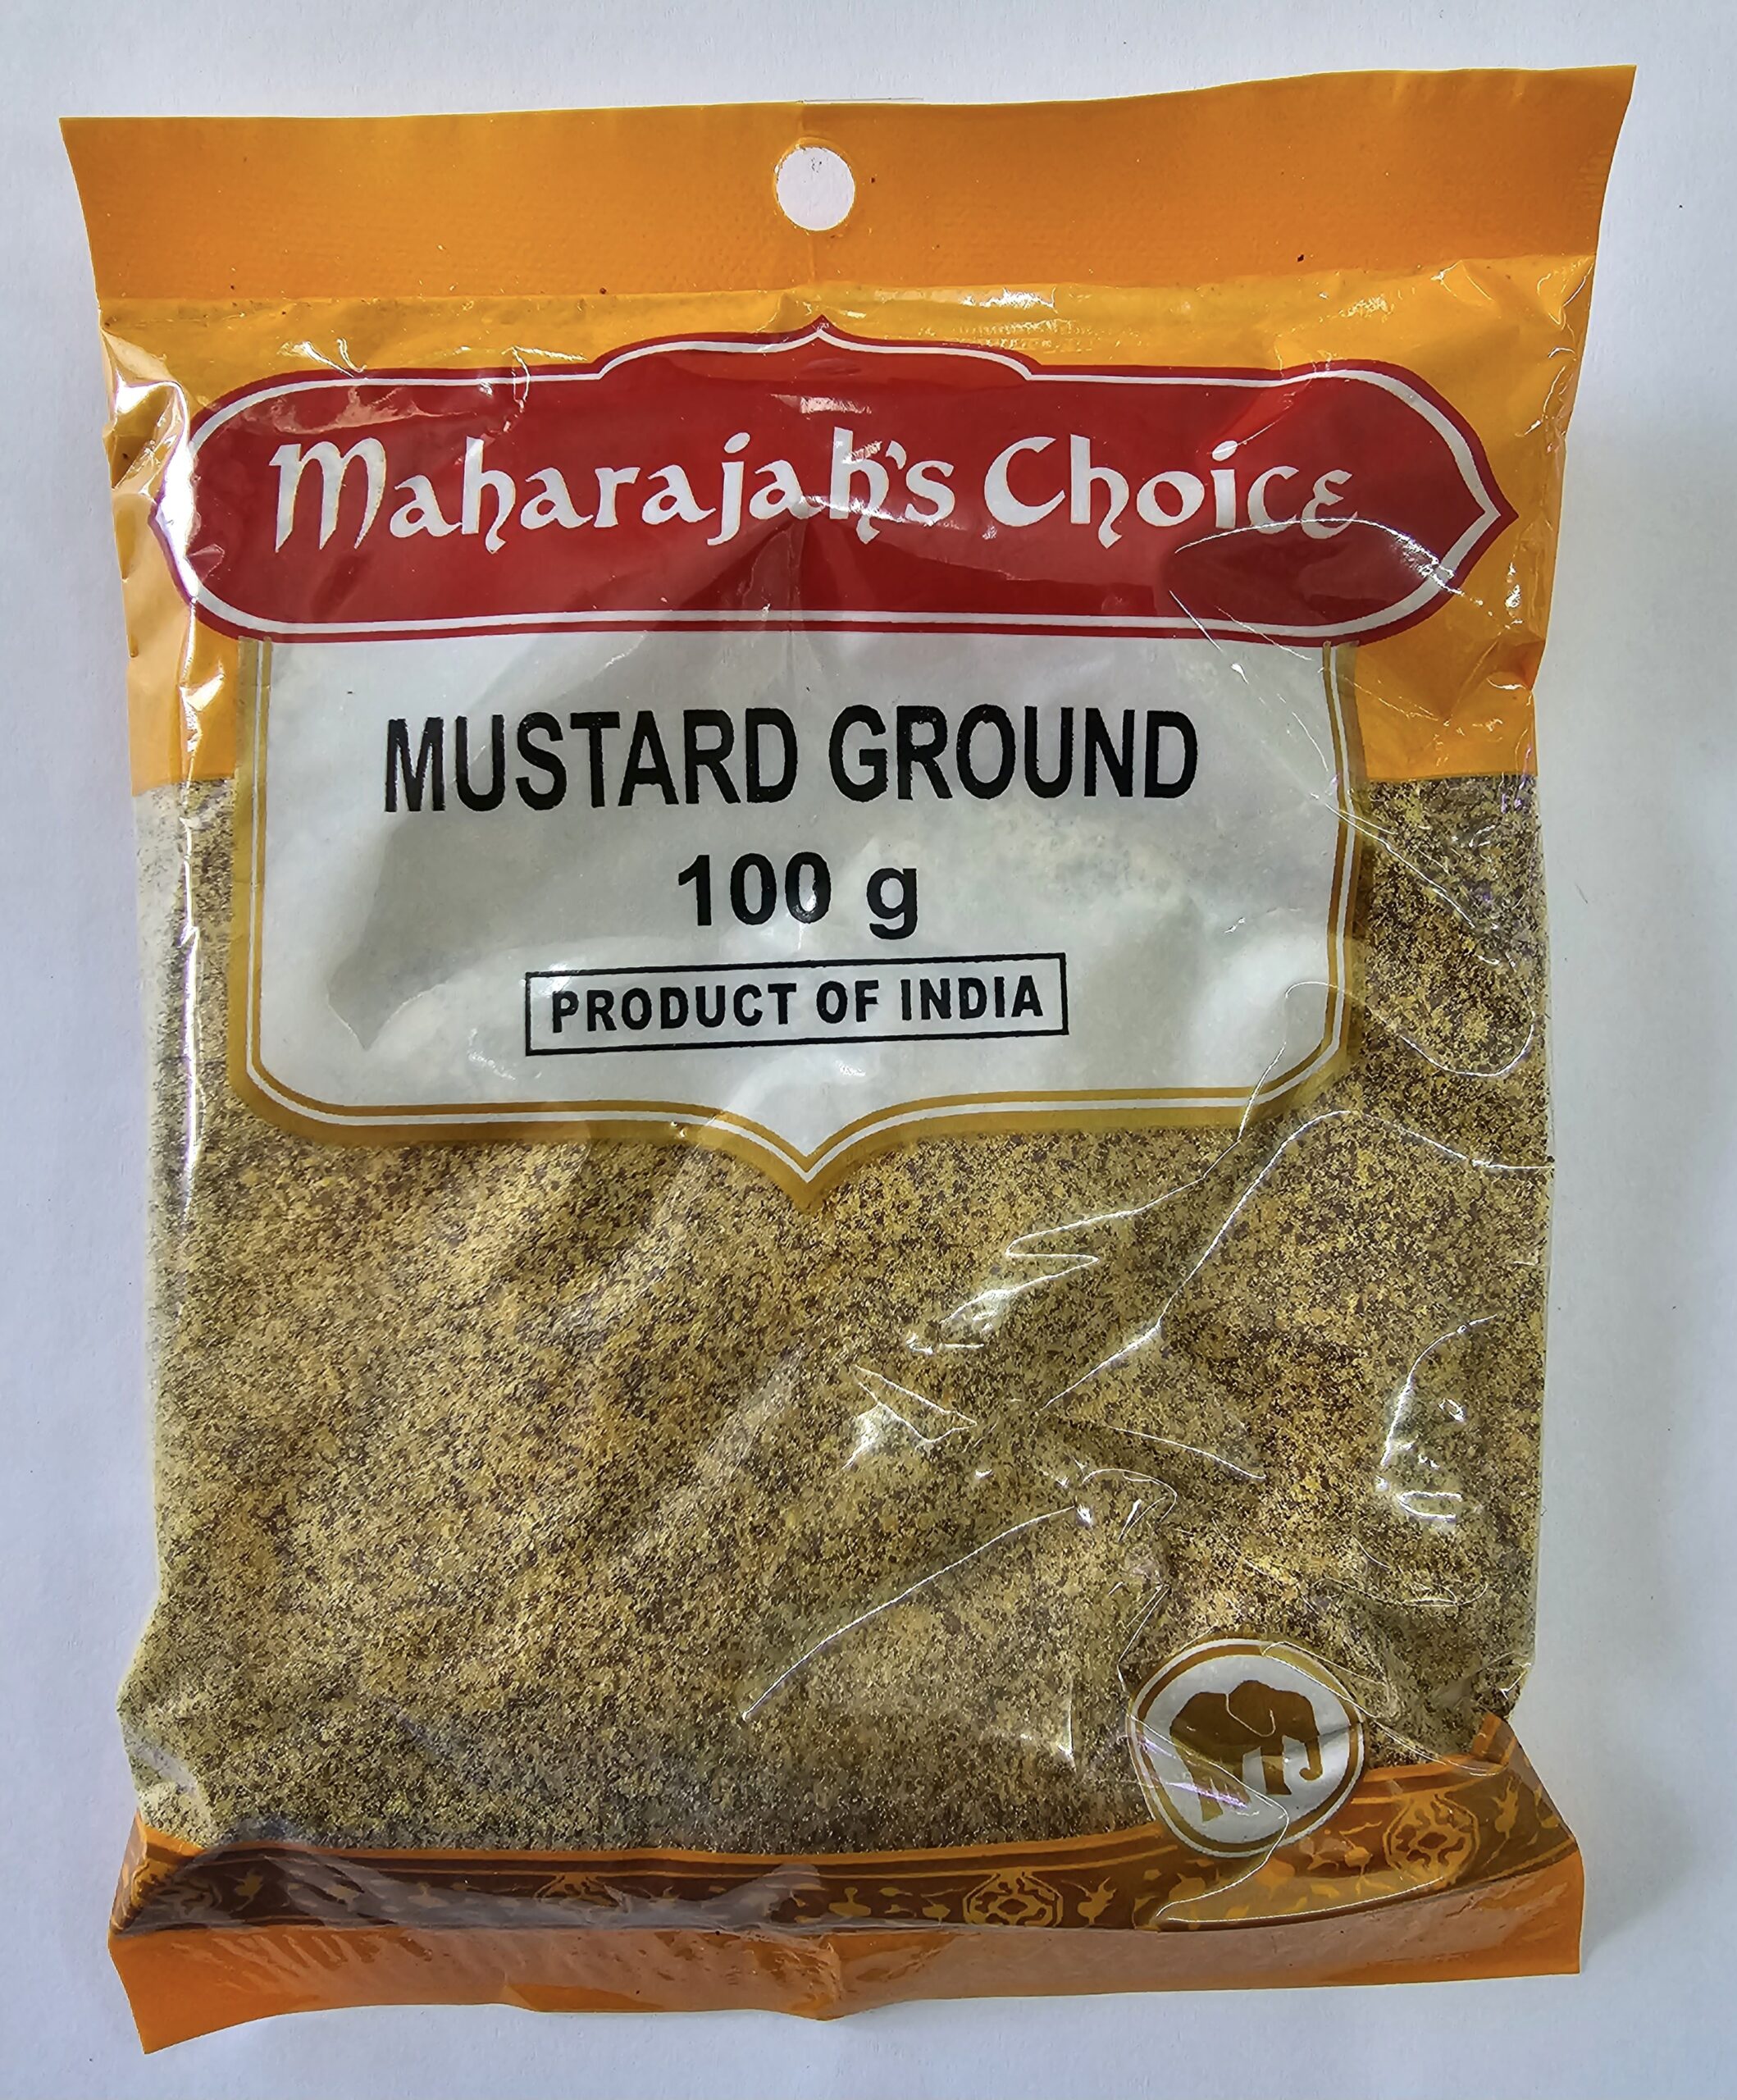 Maharajah's Choice
MUSTARD GROUND
100 g
PRODUCT OF INDIA